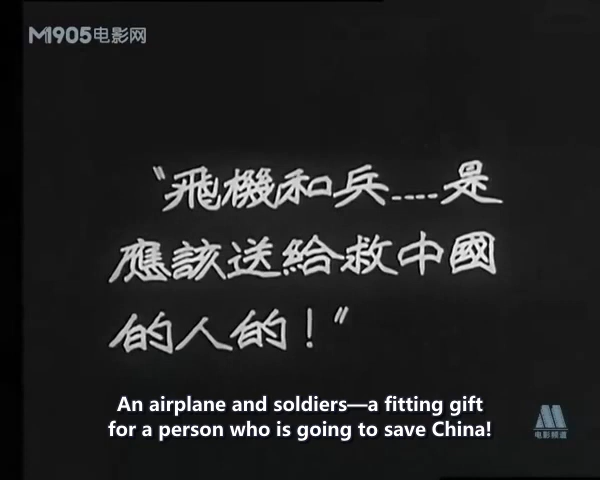 M1905电影网
"飛機和兵....是
應該送給救中國
的人的！"
An airplane and soldiers—a fitting gift
for a person who is going to save China!
电影频道